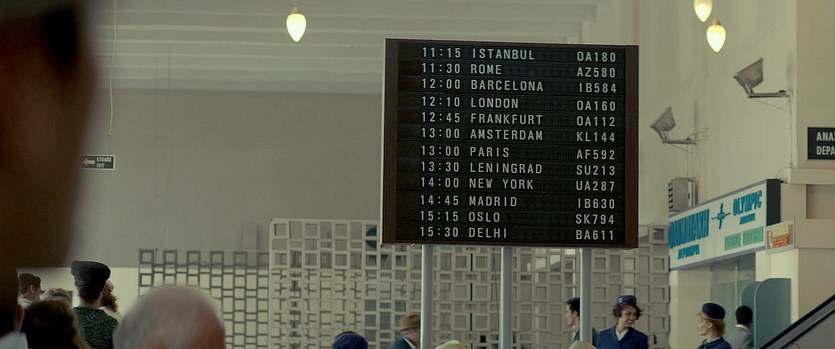 11:15 ISTANBUL OA180
11:30 ROME AZ580
12:00 BARCELONA IB584
12:10 LONDON OA160
12:45 FRANKFURT OA112
13:00 AMSTERDAM KL144
13:00 PARIS AF592
13:30 LENINGRAD SU213
14:00 NEW YORK UA287
14:45 MADRID IB630
15:15 OSLO SK794
15:30 DELHI BA611
ΑΝΑ
DEPA
OLYMPIC